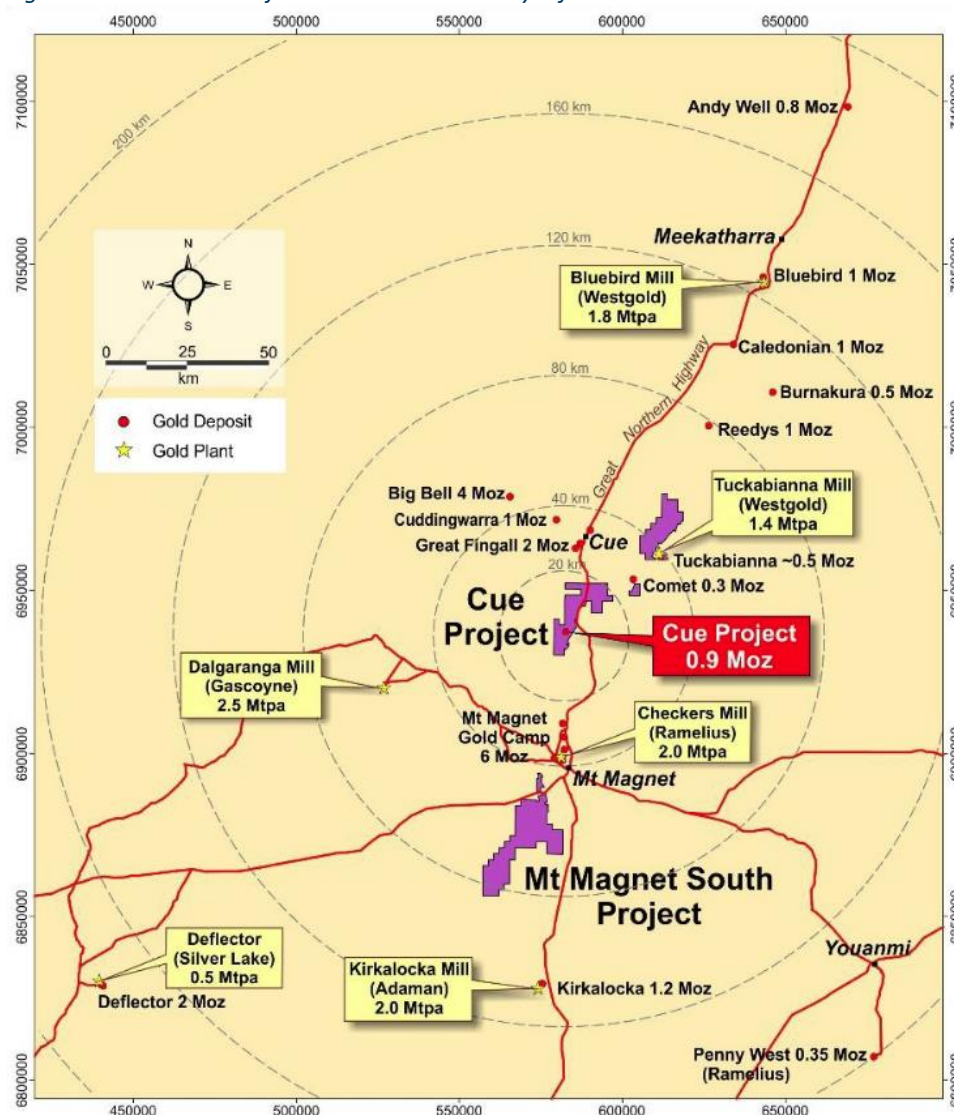 450000
500000
550000
600000
650000
7100000
7050000
7000000
6950000
6900000
6850000
6800000
200 km
160 km
120 km
80 km
40 km
20 km
N
W
E
S
0
25
50
km
Gold Deposit
Gold Plant
Andy Well 0.8 Moz
Meekatharra
Bluebird Mill
(Westgold)
1.8 Mtpa
Bluebird 1 Moz
Caledonian 1 Moz
Great Northern Highway
Burnakura 0.5 Moz
Reedys 1 Moz
Big Bell 4 Moz
Cuddingwarra 1 Moz
Great Fingall 2 Moz
Cue
Tuckabianna Mill
(Westgold)
1.4 Mtpa
Tuckabianna ~0.5 Moz
Comet 0.3 Moz
Cue
Project
Cue Project
0.9 Moz
Dalgaranga Mill
(Gascoyne)
2.5 Mtpa
Mt Magnet
Gold Camp
6 Moz
Checkers Mill
(Ramelius)
2.0 Mtpa
Mt Magnet
Mt Magnet South
Project
Deflector
(Silver Lake)
0.5 Mtpa
Deflector 2 Moz
Kirkalocka Mill
(Adaman)
2.0 Mtpa
Kirkalocka 1.2 Moz
Youanmi
Penny West 0.35 Moz
(Ramelius)
450000
500000
550000
600000
650000